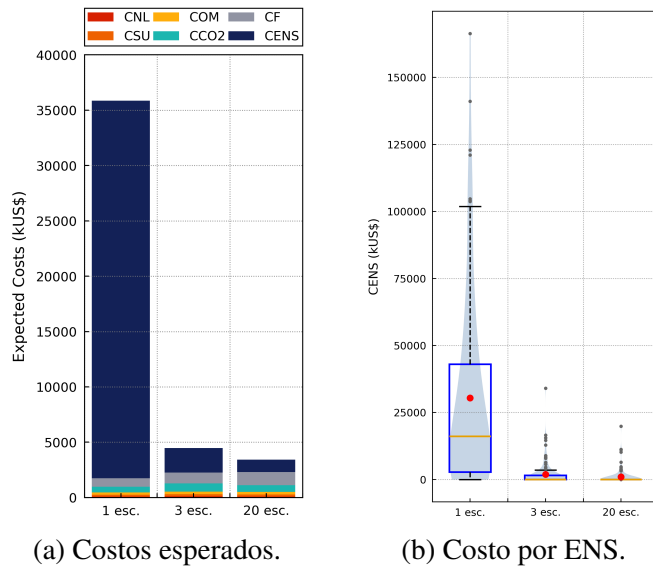 CNL COM CF
CSU CCO2 CENS
40000
35000
30000
25000
20000
15000
10000
5000
0
Expected Costs (kUS$)
1 esc. 3 esc. 20 esc.
(a) Costos esperados.
150000
125000
100000
75000
50000
25000
0
CENS (kUS$)
1 esc. 3 esc. 20 esc.
(b) Costo por ENS.